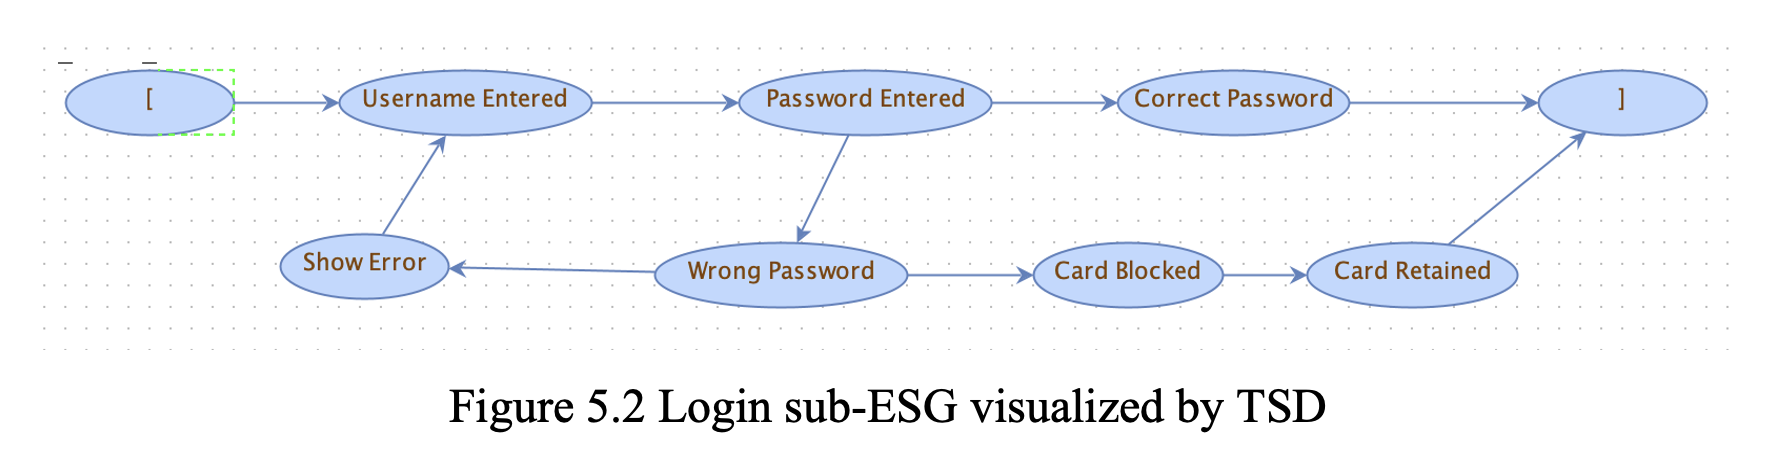 [
Username Entered
Password Entered
Correct Password
]
Show Error
Wrong Password
Card Blocked
Card Retained
Figure 5.2 Login sub-ESG visualized by TSD